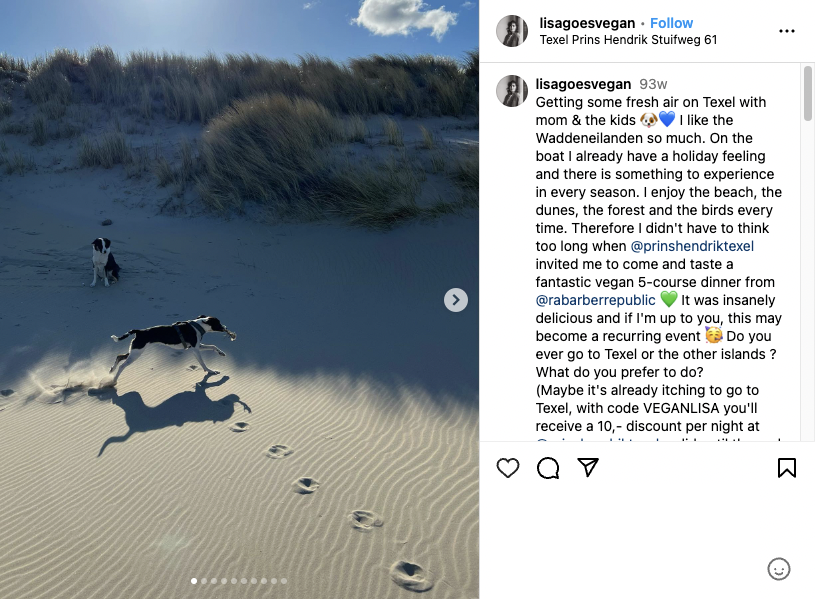 lisagoesvegan • Follow
Texel Prins Hendrik Stuifweg 61
lisagoesvegan 93w
Getting some fresh air on Texel with
mom & the kids 🐶💙 I like the
Waddeneilanden so much. On the
boat I already have a holiday feeling
and there is something to experience
in every season. I enjoy the beach, the
dunes, the forest and the birds every
time. Therefore I didn't have to think
too long when @prinshendriktexel
invited me to come and taste a
fantastic vegan 5-course dinner from
@rabarberrepublic 💚 It was insanely
delicious and if I'm up to you, this may
become a recurring event 🥳 Do you
ever go to Texel or the other islands ?
What do you prefer to do?
(Maybe it's already itching to go to
Texel, with code VEGANLISA you'll
receive a 10,- discount per night at